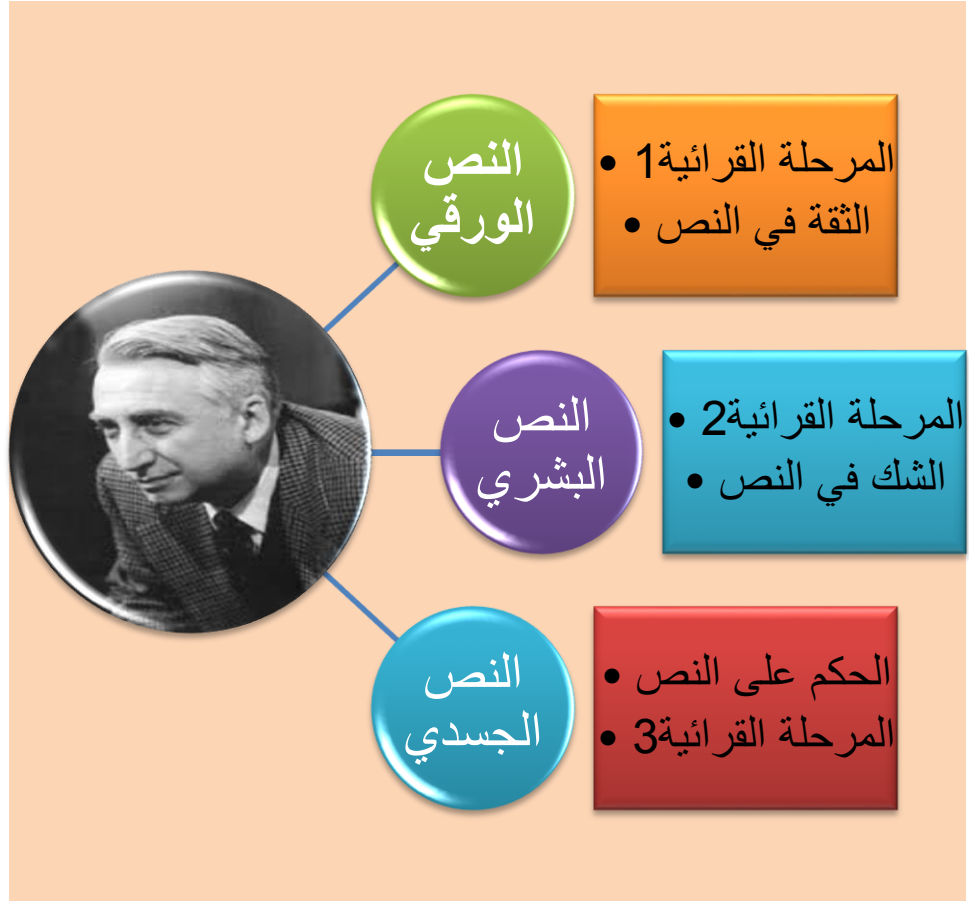 النص
الورقي
المرحلة القرائية1 •
الثقة في النص •
النص
البشري
المرحلة القرائية2 •
الشك في النص •
النص
الجسدي
الحكم على النص •
المرحلة القرائية3 •